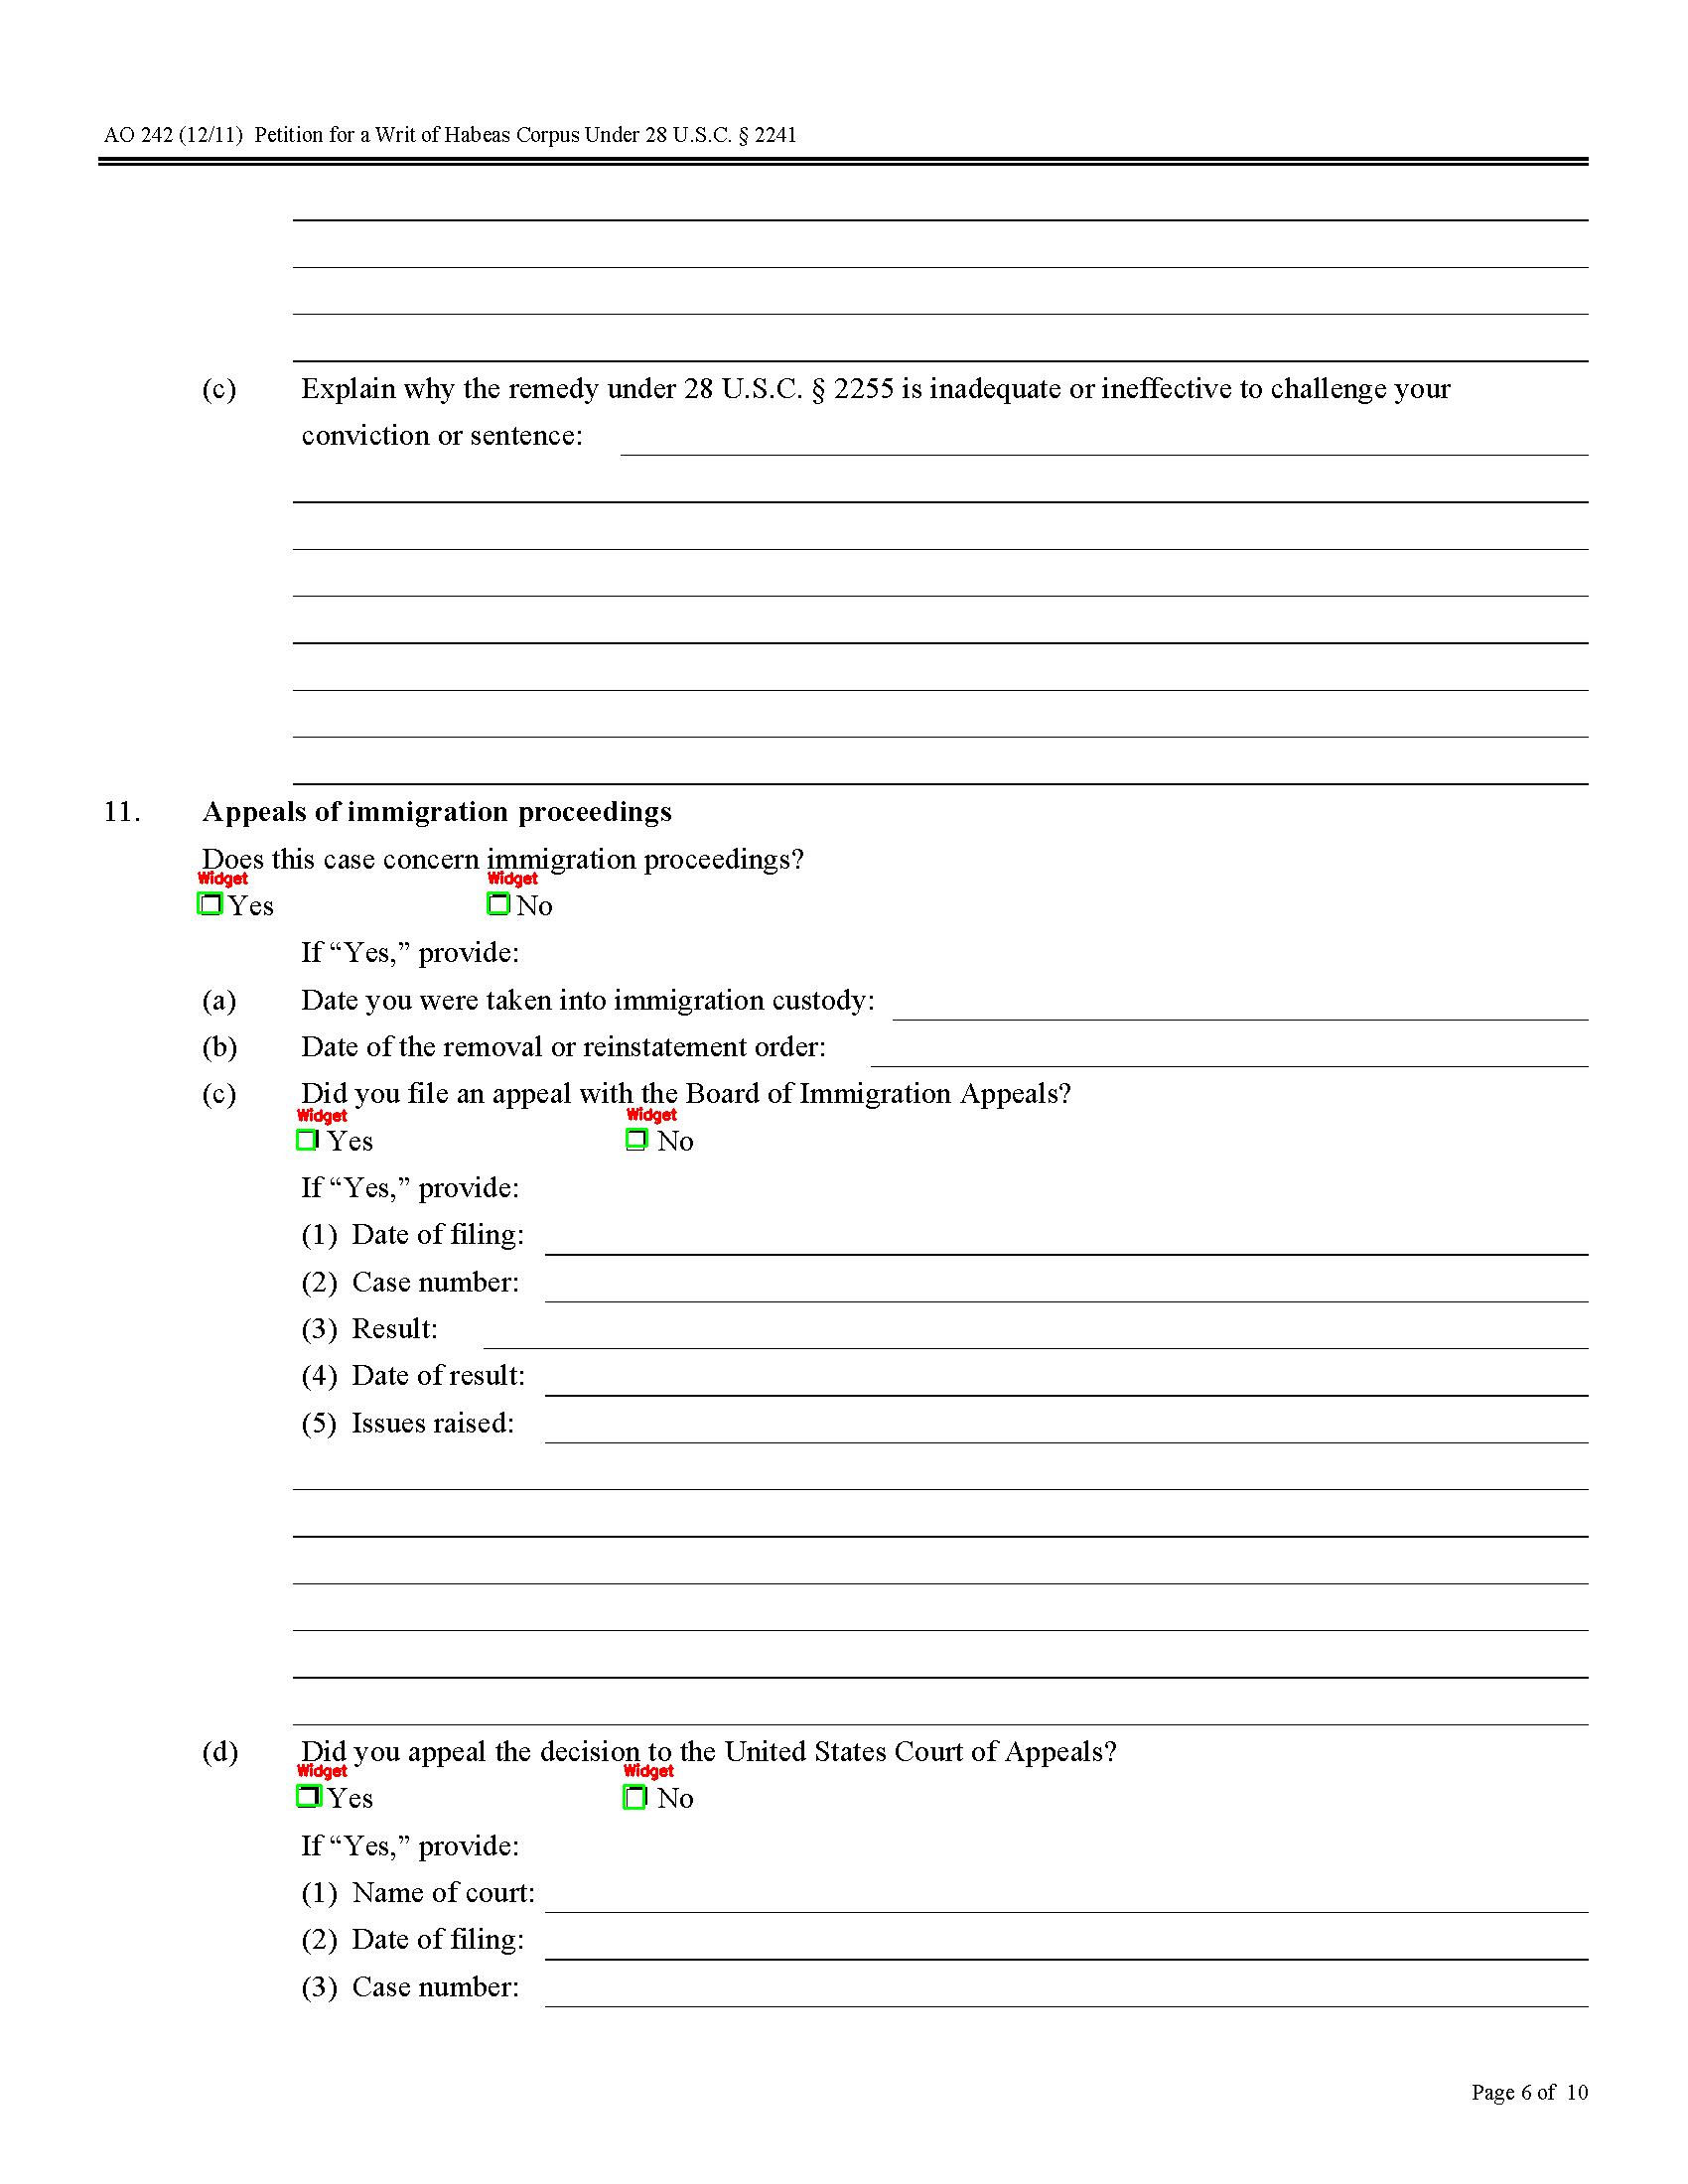 AO 242 (12/11) Petition for a Writ of Habeas Corpus Under 28 U.S.C. § 2241
(c) Explain why the remedy under 28 U.S.C. § 2255 is inadequate or ineffective to challenge your
conviction or sentence:
11. Appeals of immigration proceedings
Does this case concern immigration proceedings?
Widget Widget
Yes No
If “Yes,” provide:
(a) Date you were taken into immigration custody:
(b) Date of the removal or reinstatement order:
(c) Did you file an appeal with the Board of Immigration Appeals?
Widget Widget
Yes No
If “Yes,” provide:
(1) Date of filing:
(2) Case number:
(3) Result:
(4) Date of result:
(5) Issues raised:
(d) Did you appeal the decision to the United States Court of Appeals?
Widget Widget
Yes No
If “Yes,” provide:
(1) Name of court:
(2) Date of filing:
(3) Case number:
Page 6 of 10